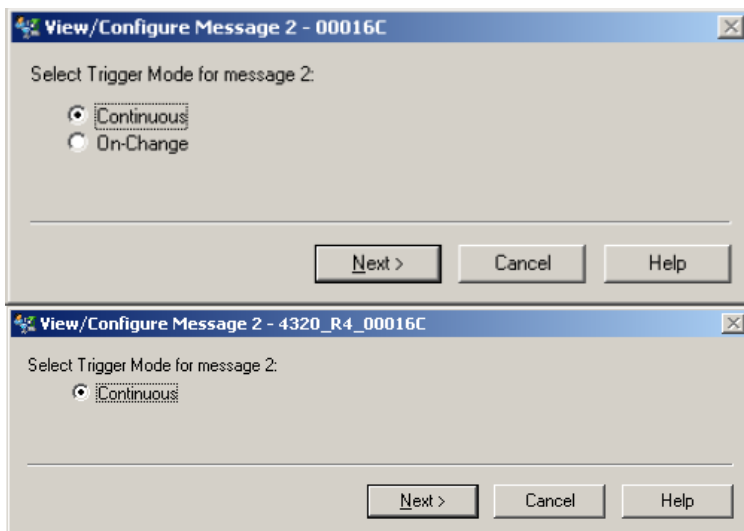 View/Configure Message 2 - 00016C
Select Trigger Mode for message 2:
Continuous
On-Change
Next > Cancel Help
View/Configure Message 2 - 4320_R4_00016C
Select Trigger Mode for message 2:
Continuous
Next > Cancel Help